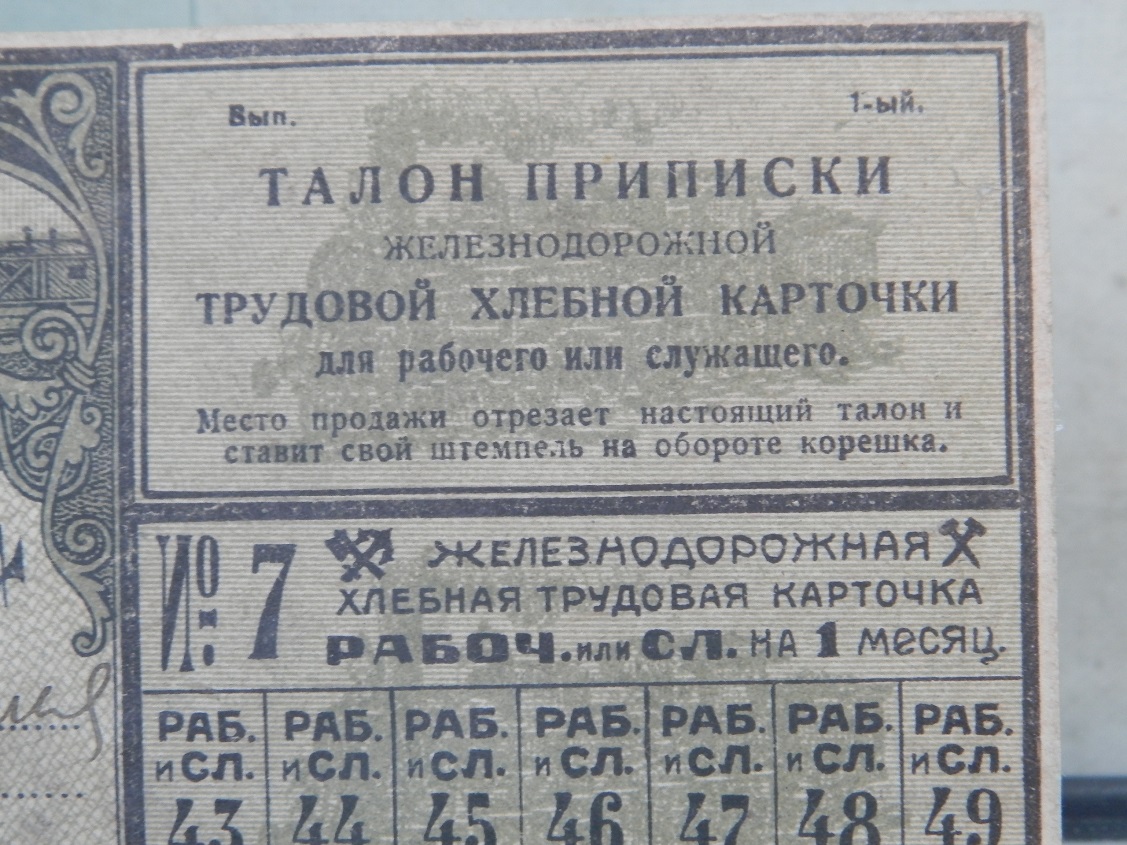 Вып. 1-ый.
ТАЛОН ПРИПИСКИ
ЖЕЛЕЗНОДОРОЖНОЙ
ТРУДОВОЙ ХЛЕБНОЙ КАРТОЧКИ
для рабочего или служащего.
Место продажи отрезает настоящий талон и
ставит свой штемпель на обороте корешка.
№ 7 ЖЕЛЕЗНОДОРОЖНАЯ
ХЛЕБНАЯ ТРУДОВАЯ КАРТОЧКА
РАБОЧ. или СЛ. НА 1 месяц.
РАБ. РАБ. РАБ. РАБ. РАБ. РАБ. РАБ.
и СЛ. и СЛ. и СЛ. и СЛ. и СЛ. и СЛ. и СЛ.
43 44 45 46 47 48 49